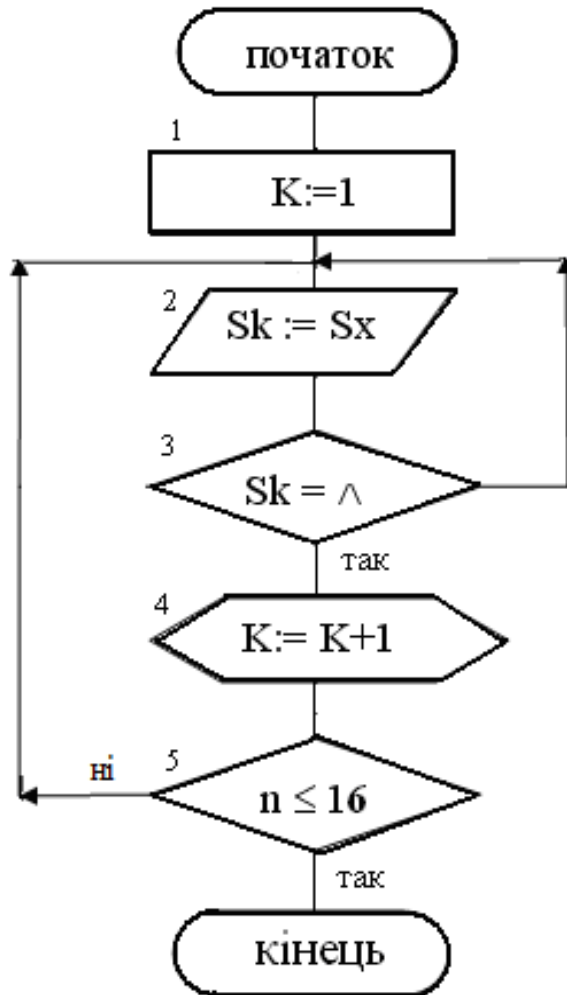 початок
1
K:=1
2
Sk := Sx
3
Sk = ^
так
4
K:= K+1
5
ні
n ≤ 16
так
кінець